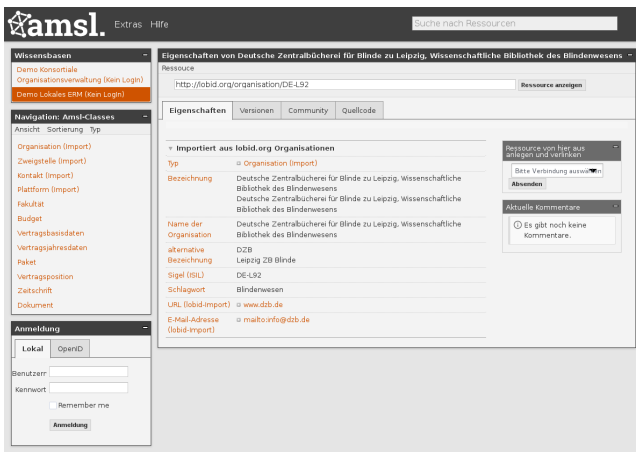 amsl. Extras Hilfe Suche nach Ressourcen
Wissensbasen
Demo Konsortiale
Organisationsverwaltung (Kein Login)
Demo Lokales ERM (Kein Login)
Navigation: Amsl-Classes
Ansicht Sortierung Typ
Organisation (Import)
Zweigstelle (Import)
Kontakt (Import)
Plattform (Import)
Fakultät
Budget
Vertragsbasisdaten
Vertragsjahresdaten
Paket
Vertragsposition
Zeitschrift
Dokument
Anmeldung
Lokal OpenID
Benutzerr
Kennwort
Remember me
Anmeldung
Eigenschaften von Deutsche Zentralbücherei für Blinde zu Leipzig, Wissenschaftliche Bibliothek des Blindenwesens
Ressouce
http://lobid.org/organisation/DE-L92 Ressource anzeigen
Eigenschaften Versionen Community Quellcode
Importiert aus lobid.org Organisationen
Typ Organisation (Import)
Bezeichnung Deutsche Zentralbücherei für Blinde zu Leipzig, Wissenschaftliche
Bibliothek des Blindenwesens
Deutsche Zentralbücherei für Blinde zu Leipzig, Wissenschaftliche
Bibliothek des Blindenwesens
Name der Deutsche Zentralbücherei für Blinde zu Leipzig, Wissenschaftliche
Organisation Bibliothek des Blindenwesens
alternative DZB
Bezeichnung Leipzig ZB Blinde
Sigel (ISIL) DE-L92
Schlagwort Blindenwesen
URL (lobid-Import) www.dzb.de
E-Mail-Adresse mailto:info@dzb.de
(lobid-Import)
Ressource von hier aus
anlegen und verlinken
Bitte Verbindung auswählen
Absenden
Aktuelle Kommentare
Es gibt noch keine
Kommentare.